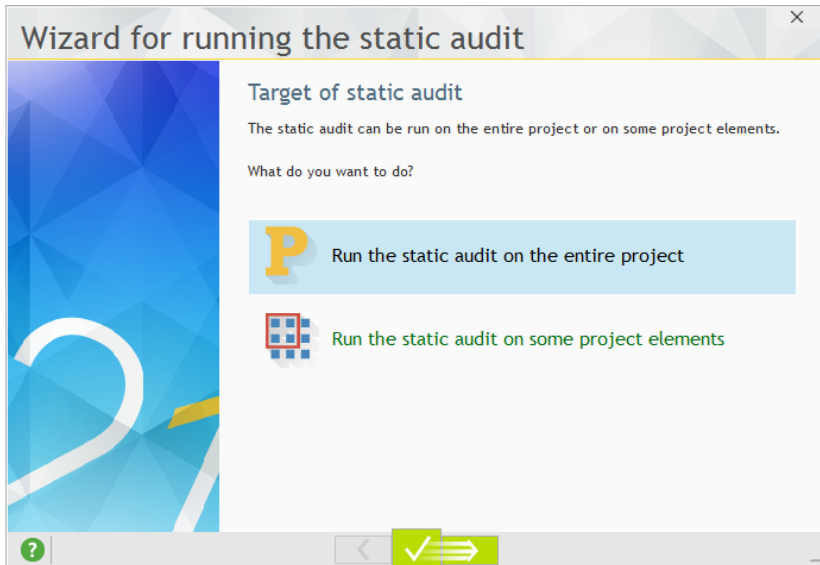 Wizard for running the static audit
Target of static audit
The static audit can be run on the entire project or on some project elements.
What do you want to do?
P Run the static audit on the entire project
Run the static audit on some project elements
?